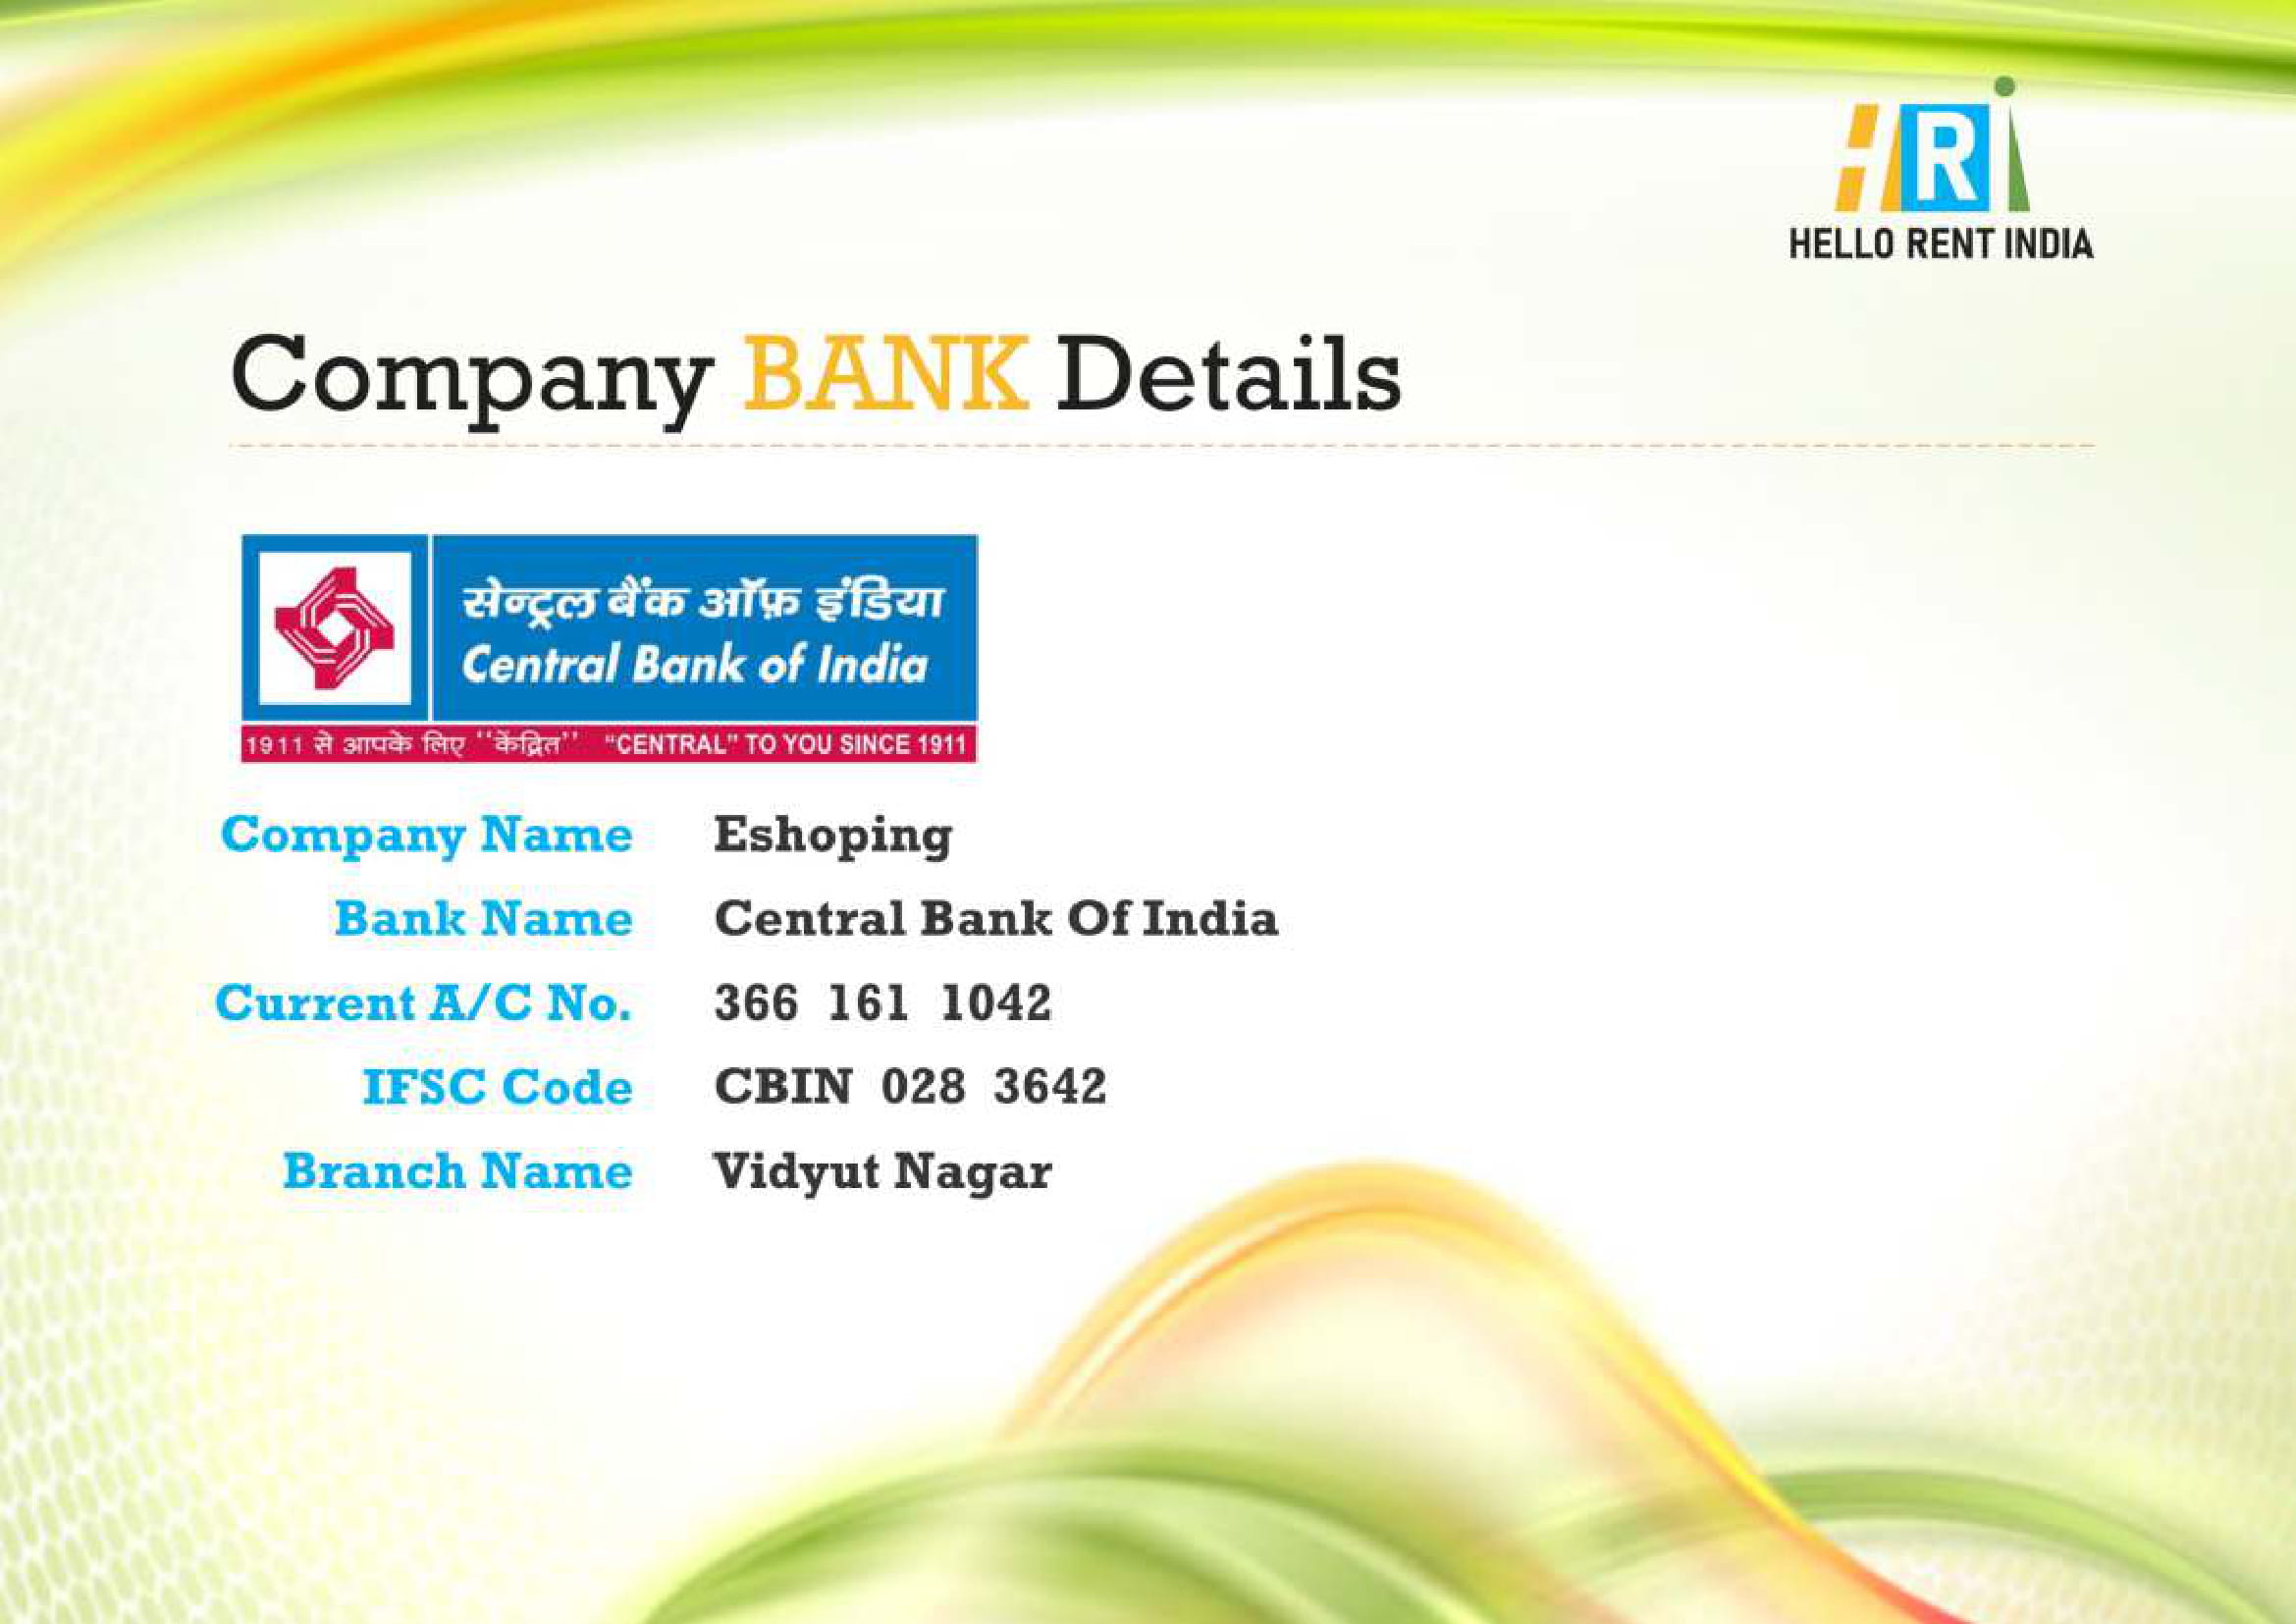 HRi
HELLO RENT INDIA
Company BANK Details
सेन्ट्रल बैंक ऑफ़ इंडिया
Central Bank of India
1911 से आपके लिए ‘‘केंद्रित’’ “CENTRAL” TO YOU SINCE 1911
Company Name Eshoping
Bank Name Central Bank Of India
Current A/C No. 366 161 1042
IFSC Code CBIN 028 3642
Branch Name Vidyut Nagar